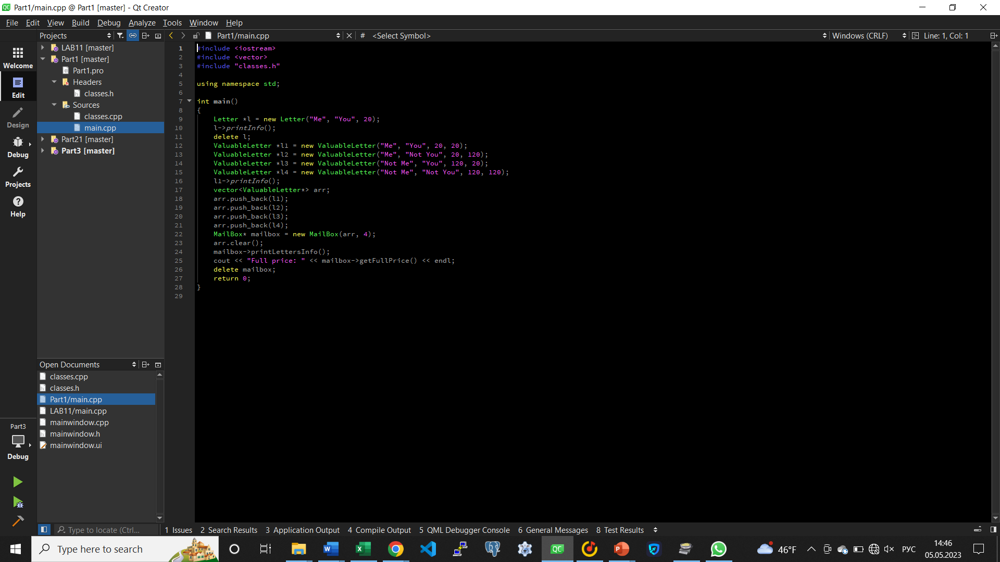 Part1/main.cpp @ Part1 [master] - Qt Creator
File Edit View Build Debug Analyze Tools Window Help
Projects
Part1/main.cpp
# <Select Symbol>
Windows (CRLF)
Line: 1, Col: 1
Welcome
Edit
Design
Debug
Projects
Help
LAB11 [master]
Part1 [master]
Part1.pro
Headers
classes.h
Sources
classes.cpp
main.cpp
Part21 [master]
Part3 [master]
1 #include <iostream>
2 #include <vector>
3 #include "classes.h"
4
5 using namespace std;
6
7 int main()
8 {
9 Letter *l = new Letter("Me", "You", 20);
10 l->printInfo();
11 delete l;
12 ValuableLetter *l1 = new ValuableLetter("Me", "You", 20, 20);
13 ValuableLetter *l2 = new ValuableLetter("Me", "Not You", 20, 120);
14 ValuableLetter *l3 = new ValuableLetter("Not Me", "You", 120, 20);
15 ValuableLetter *l4 = new ValuableLetter("Not Me", "Not You", 120, 120);
16 l1->printInfo();
17 vector<ValuableLetter*> arr;
18 arr.push_back(l1);
19 arr.push_back(l2);
20 arr.push_back(l3);
21 arr.push_back(l4);
22 MailBox* mailbox = new MailBox(arr, 4);
23 arr.clear();
24 mailbox->printLettersInfo();
25 cout << "Full price: " << mailbox->getFullPrice() << endl;
26 delete mailbox;
27 return 0;
28 }
29
Open Documents
classes.cpp
classes.h
Part1/main.cpp
LAB11/main.cpp
mainwindow.cpp
mainwindow.h
mainwindow.ui
Part3
Debug
Type to locate (Ctrl...
1 Issues 2 Search Results 3 Application Output 4 Compile Output 5 QML Debugger Console 6 General Messages 8 Test Results
Type here to search
46°F
РУС
14:46
05.05.2023